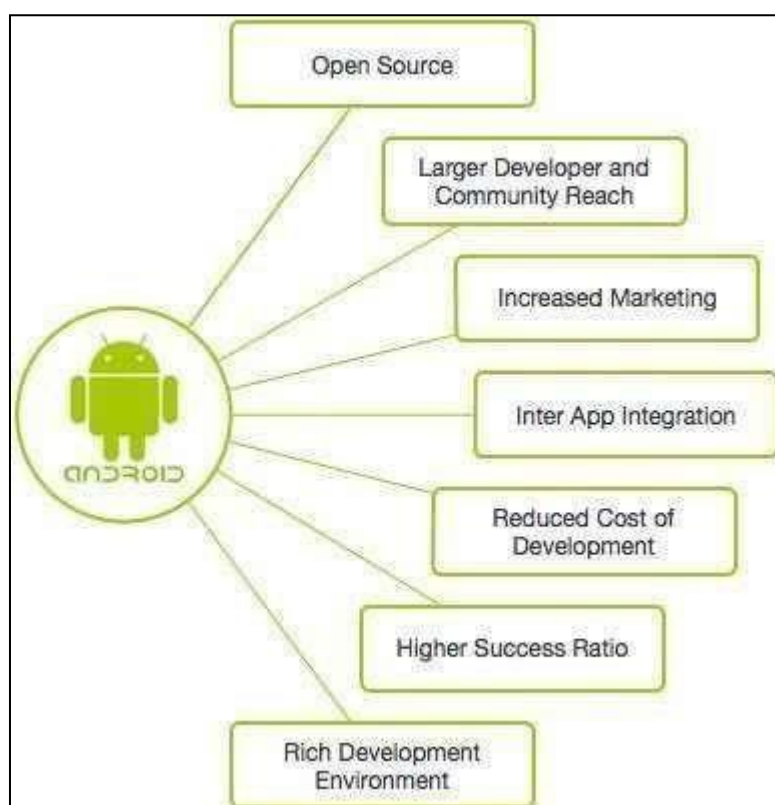 Open Source
Larger Developer and
Community Reach
Increased Marketing
Inter App Integration
ANDROID
Reduced Cost of
Development
Higher Success Ratio
Rich Development
Environment